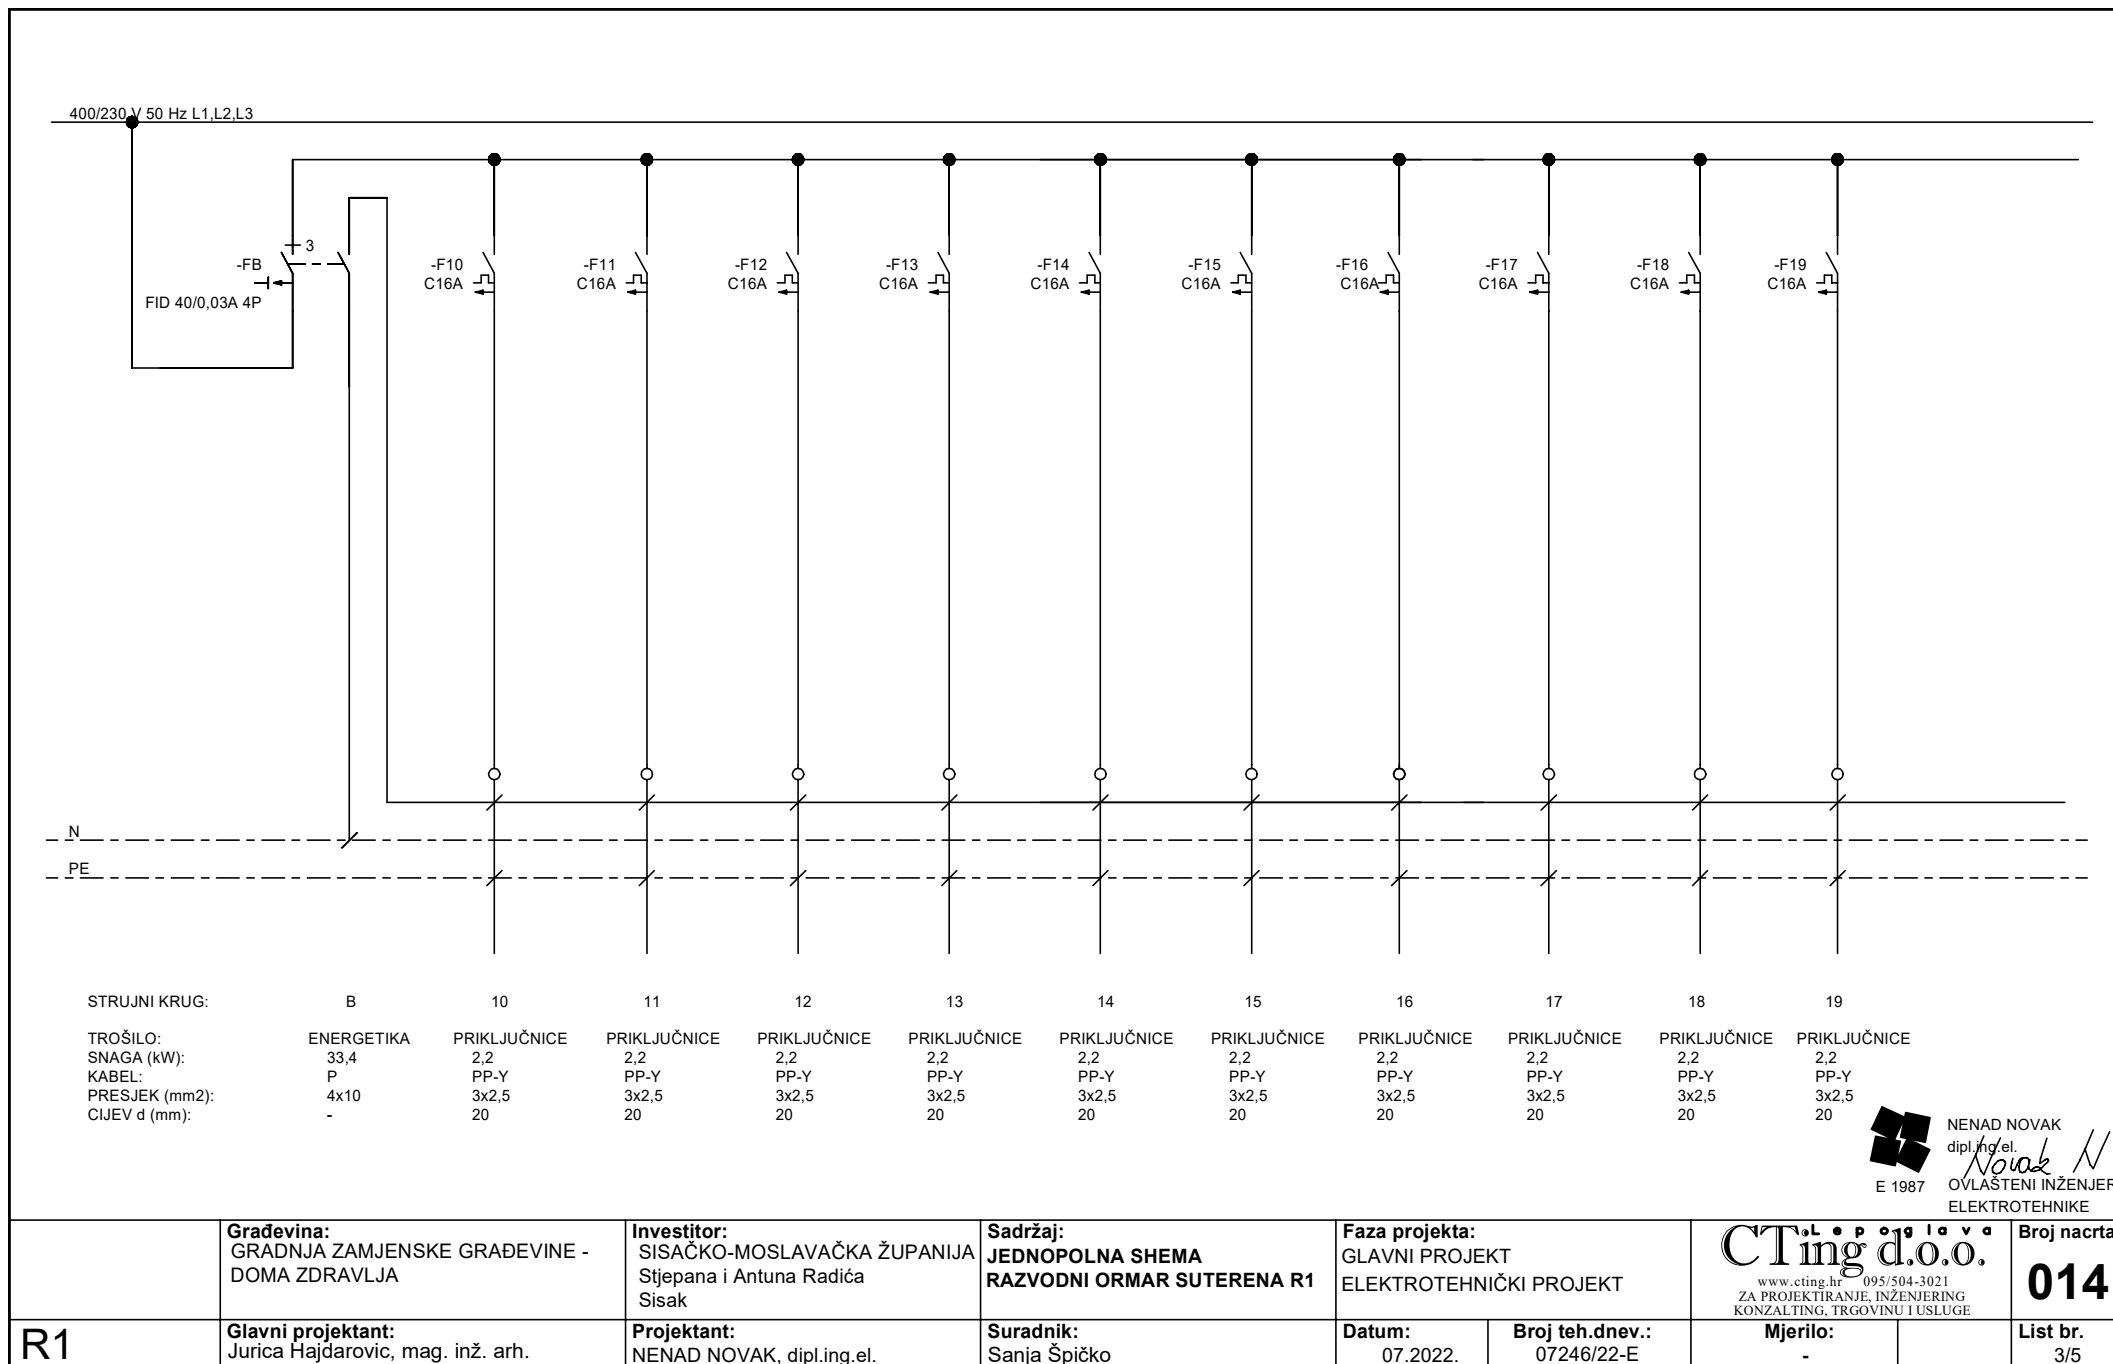 400/230 V 50 Hz L1,L2,L3
3
-FB
FID 40/0,03A 4P
-F10
C16A
-F11
C16A
-F12
C16A
-F13
C16A
-F14
C16A
-F15
C16A
-F16
C16A
-F17
C16A
-F18
C16A
-F19
C16A
N
PE
STRUJNI KRUG: B 10 11 12 13 14 15 16 17 18 19
TROŠILO: ENERGETIKA PRIKLJUČNICE PRIKLJUČNICE PRIKLJUČNICE PRIKLJUČNICE PRIKLJUČNICE PRIKLJUČNICE PRIKLJUČNICE PRIKLJUČNICE PRIKLJUČNICE PRIKLJUČNICE
SNAGA (kW): 33,4 2,2 2,2 2,2 2,2 2,2 2,2 2,2 2,2 2,2 2,2
KABEL: P PP-Y PP-Y PP-Y PP-Y PP-Y PP-Y PP-Y PP-Y PP-Y PP-Y
PRESJEK (mm2): 4x10 3x2,5 3x2,5 3x2,5 3x2,5 3x2,5 3x2,5 3x2,5 3x2,5 3x2,5 3x2,5
CIJEV d (mm): - 20 20 20 20 20 20 20 20 20 20
NENAD NOVAK
dipl.ing.el.
Novak N
E 1987
OVLAŠTENI INŽENJER
ELEKTROTEHNIKE
Građevina:
GRADNJA ZAMJENSKE GRAĐEVINE -
DOMA ZDRAVLJA
Investitor:
SISAČKO-MOSLAVAČKA ŽUPANIJA
Stjepana i Antuna Radića
Sisak
Sadržaj:
JEDNOPOLNA SHEMA
RAZVODNI ORMAR SUTERENA R1
Faza projekta:
GLAVNI PROJEKT
ELEKTROTEHNIČKI PROJEKT
Lepoglava
CTing d.o.o.
www.cting.hr 095/504-3021
ZA PROJEKTIRANJE, INŽENJERING
KONZALTING, TRGOVINU I USLUGE
Broj nacrta
014
R1
Glavni projektant:
Jurica Hajdarovic, mag. inž. arh.
Projektant:
NENAD NOVAK, dipl.ing.el.
Suradnik:
Sanja Špičko
Datum:
07.2022.
Broj teh.dnev.:
07246/22-E
Mjerilo:
-
List br.
3/5